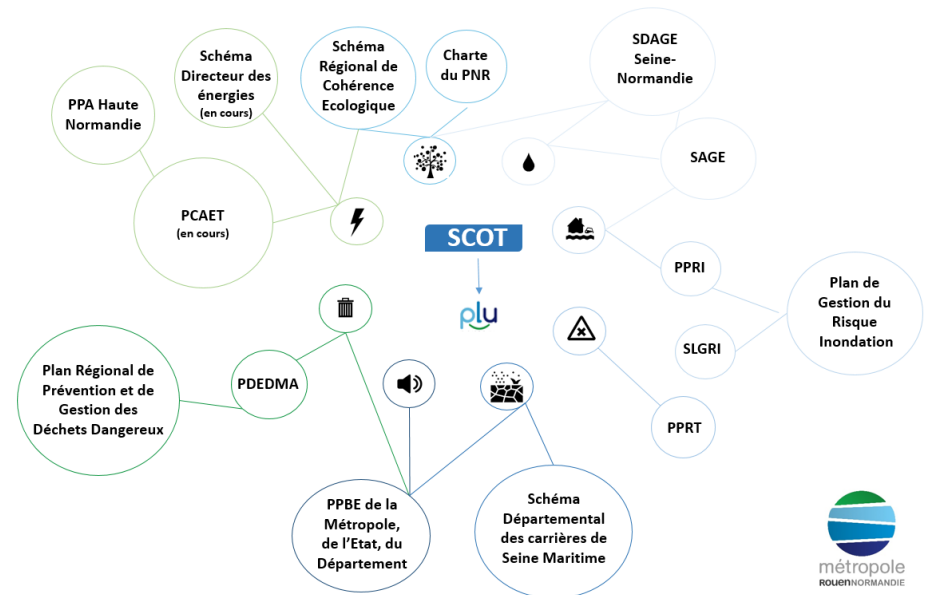 PPA Haute
Normandie
Schéma
Directeur des
énergies
(en cours)
Schéma
Régional de
Cohérence
Ecologique
Charte
du PNR
SDAGE
Seine-
Normandie
SAGE
PCAET
(en cours)
SCOT
plu
PPRI
SLGRI
Plan de
Gestion du
Risque
Inondation
PPRT
Plan Régional de
Prévention et de
Gestion des
Déchets Dangereux
PDEDMA
PPBE de la
Métropole,
de l'Etat, du
Département
Schéma
Départemental
des carrières de
Seine Maritime
métropole
ROUENNORMANDIE